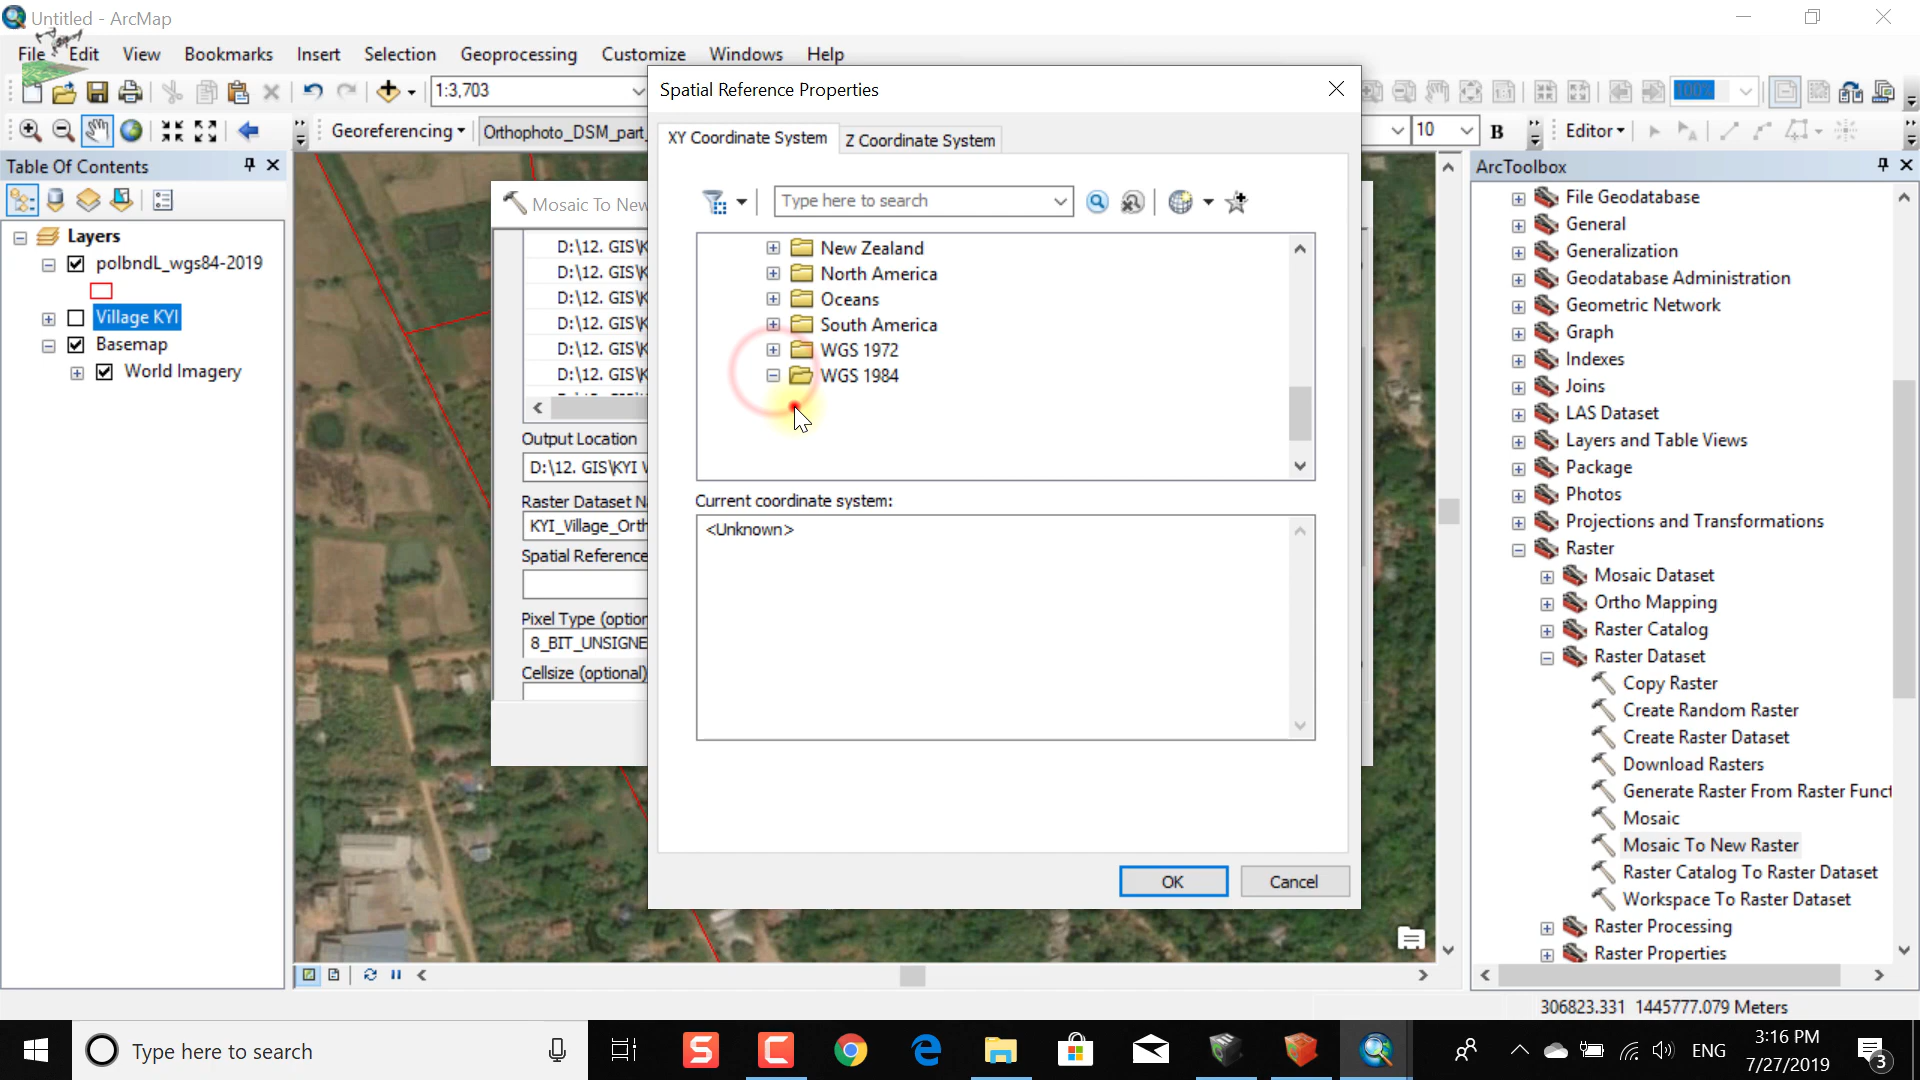 Untitled - ArcMap
File Edit View Bookmarks Insert Selection Geoprocessing Customize Windows Help
1:3,703
100%
Georeferencing
Orthophoto_DSM_part_
10
B
Editor
Table Of Contents
Layers
polbndL_wgs84-2019
Village KYI
Basemap
World Imagery
Mosaic To New
D:\12. GIS\K
D:\12. GIS\K
D:\12. GIS\K
D:\12. GIS\K
D:\12. GIS\K
D:\12. GIS\K
Output Location
D:\12. GIS\KYI V
Raster Dataset Na
KYI_Village_Orth
Spatial Reference
Pixel Type (option
8_BIT_UNSIGNE
Cellsize (optional)
Spatial Reference Properties
XY Coordinate System
Z Coordinate System
Type here to search
New Zealand
North America
Oceans
South America
WGS 1972
WGS 1984
Current coordinate system:
<Unknown>
OK
Cancel
ArcToolbox
File Geodatabase
General
Generalization
Geodatabase Administration
Geometric Network
Graph
Indexes
Joins
LAS Dataset
Layers and Table Views
Package
Photos
Projections and Transformations
Raster
Mosaic Dataset
Ortho Mapping
Raster Catalog
Raster Dataset
Copy Raster
Create Random Raster
Create Raster Dataset
Download Rasters
Generate Raster From Raster Funct
Mosaic
Mosaic To New Raster
Raster Catalog To Raster Dataset
Workspace To Raster Dataset
Raster Processing
Raster Properties
306823.331 1445777.079 Meters
Type here to search
ENG
3:16 PM
7/27/2019
3